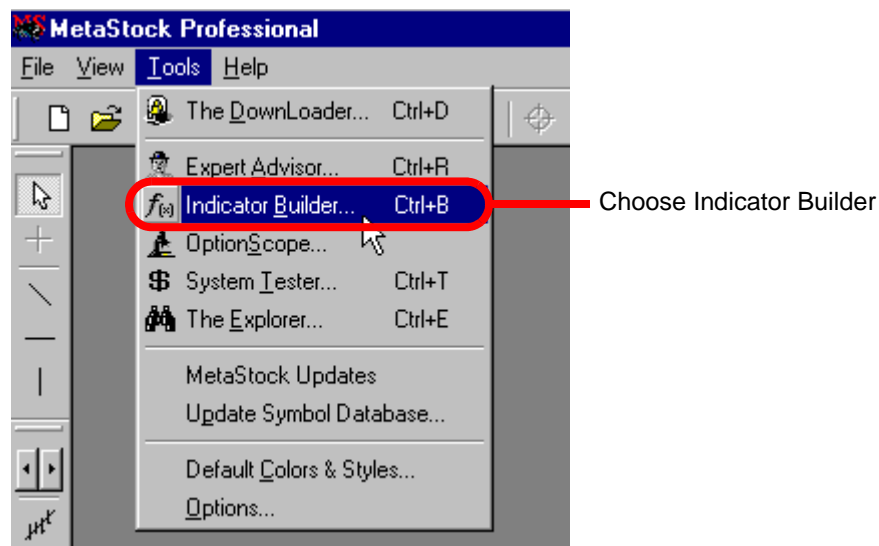 MetaStock Professional
File View Tools Help
The DownLoader... Ctrl+D
Expert Advisor... Ctrl+R
f(x) Indicator Builder... Ctrl+B
Choose Indicator Builder
OptionScope...
$ System Tester... Ctrl+T
The Explorer... Ctrl+E
MetaStock Updates
Update Symbol Database...
Default Colors & Styles...
Options...